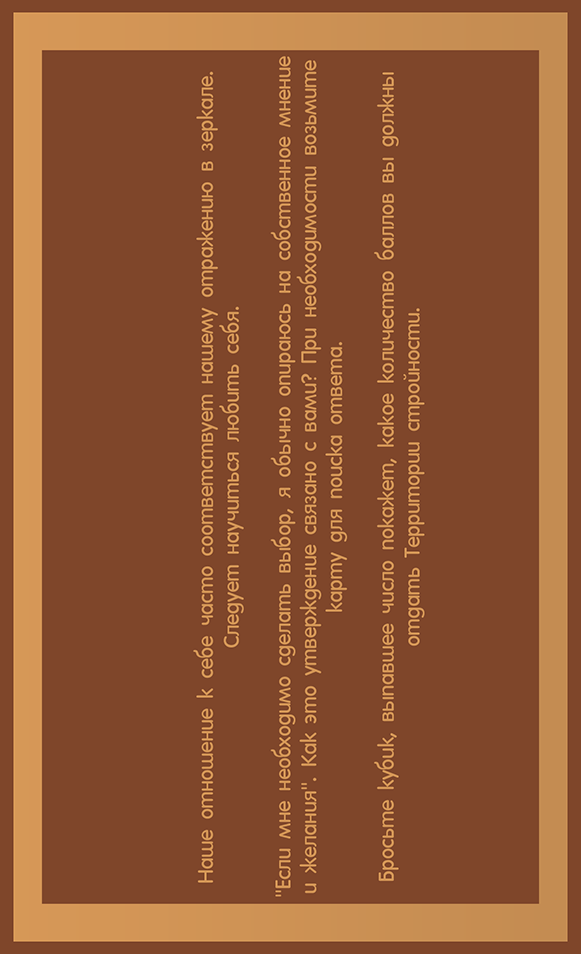 Наше отношение к себе часто соответствует нашему отражению в зеркале.
Следует научиться любить себя.
"Если мне необходимо сделать выбор, я обычно опираюсь на собственное мнение
и желания". Как это утверждение связано с вами? При необходимости возьмите
карту для поиска ответа.
Бросьте кубик, выпавшее число покажет, какое количество баллов вы должны
отдать Территории стройности.